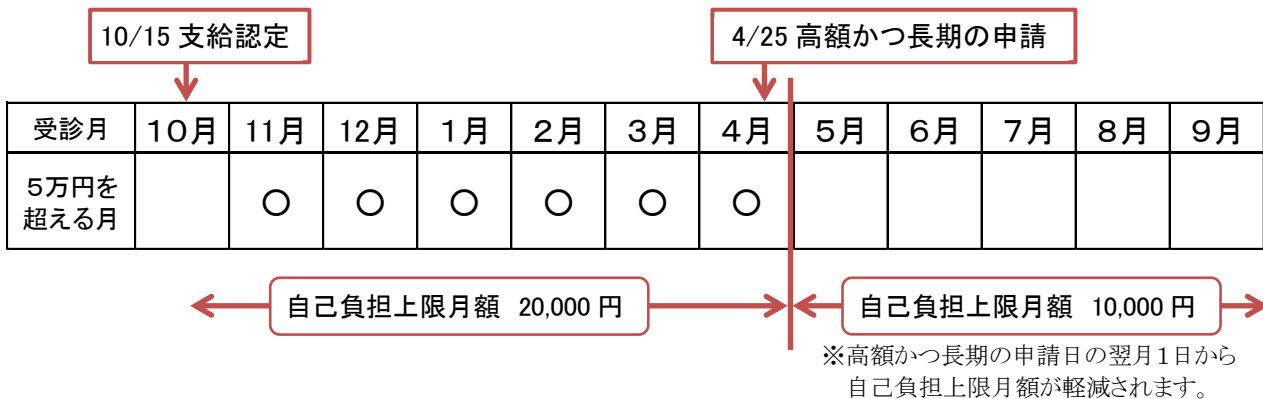 10/15 支給認定
4/25 高額かつ長期の申請
受診月 10月 11月 12月 1月 2月 3月 4月 5月 6月 7月 8月 9月
5万円を
超える月 ○ ○ ○ ○ ○ ○
自己負担上限月額 20,000 円
自己負担上限月額 10,000 円
※高額かつ長期の申請日の翌月1日から
自己負担上限月額が軽減されます。